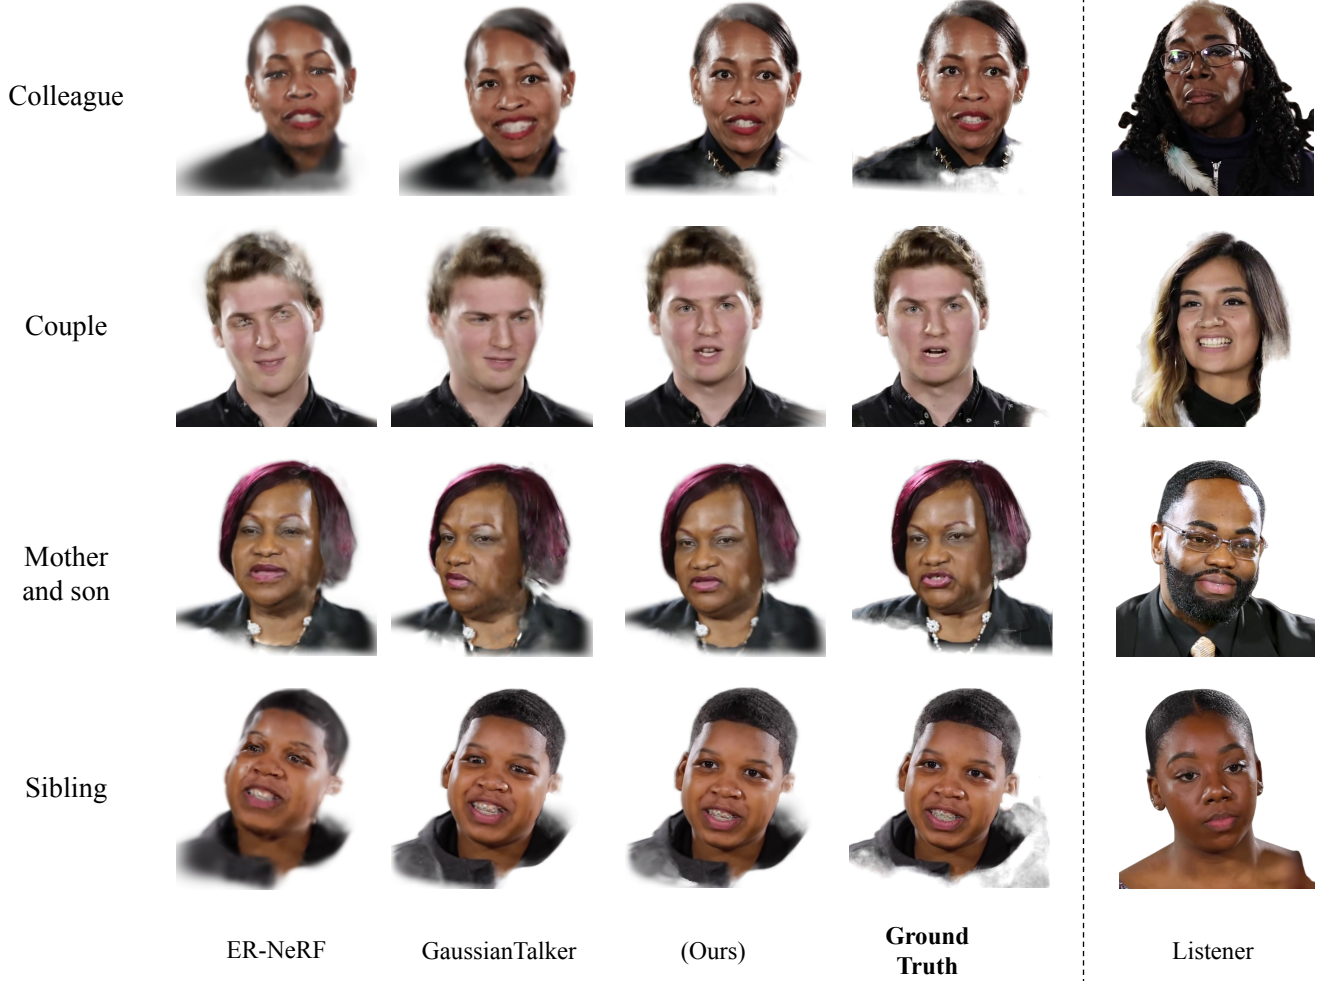 Colleague
Couple
Mother
and son
Sibling
ER-NeRF
GaussianTalker
(Ours)
Ground
Truth
Listener